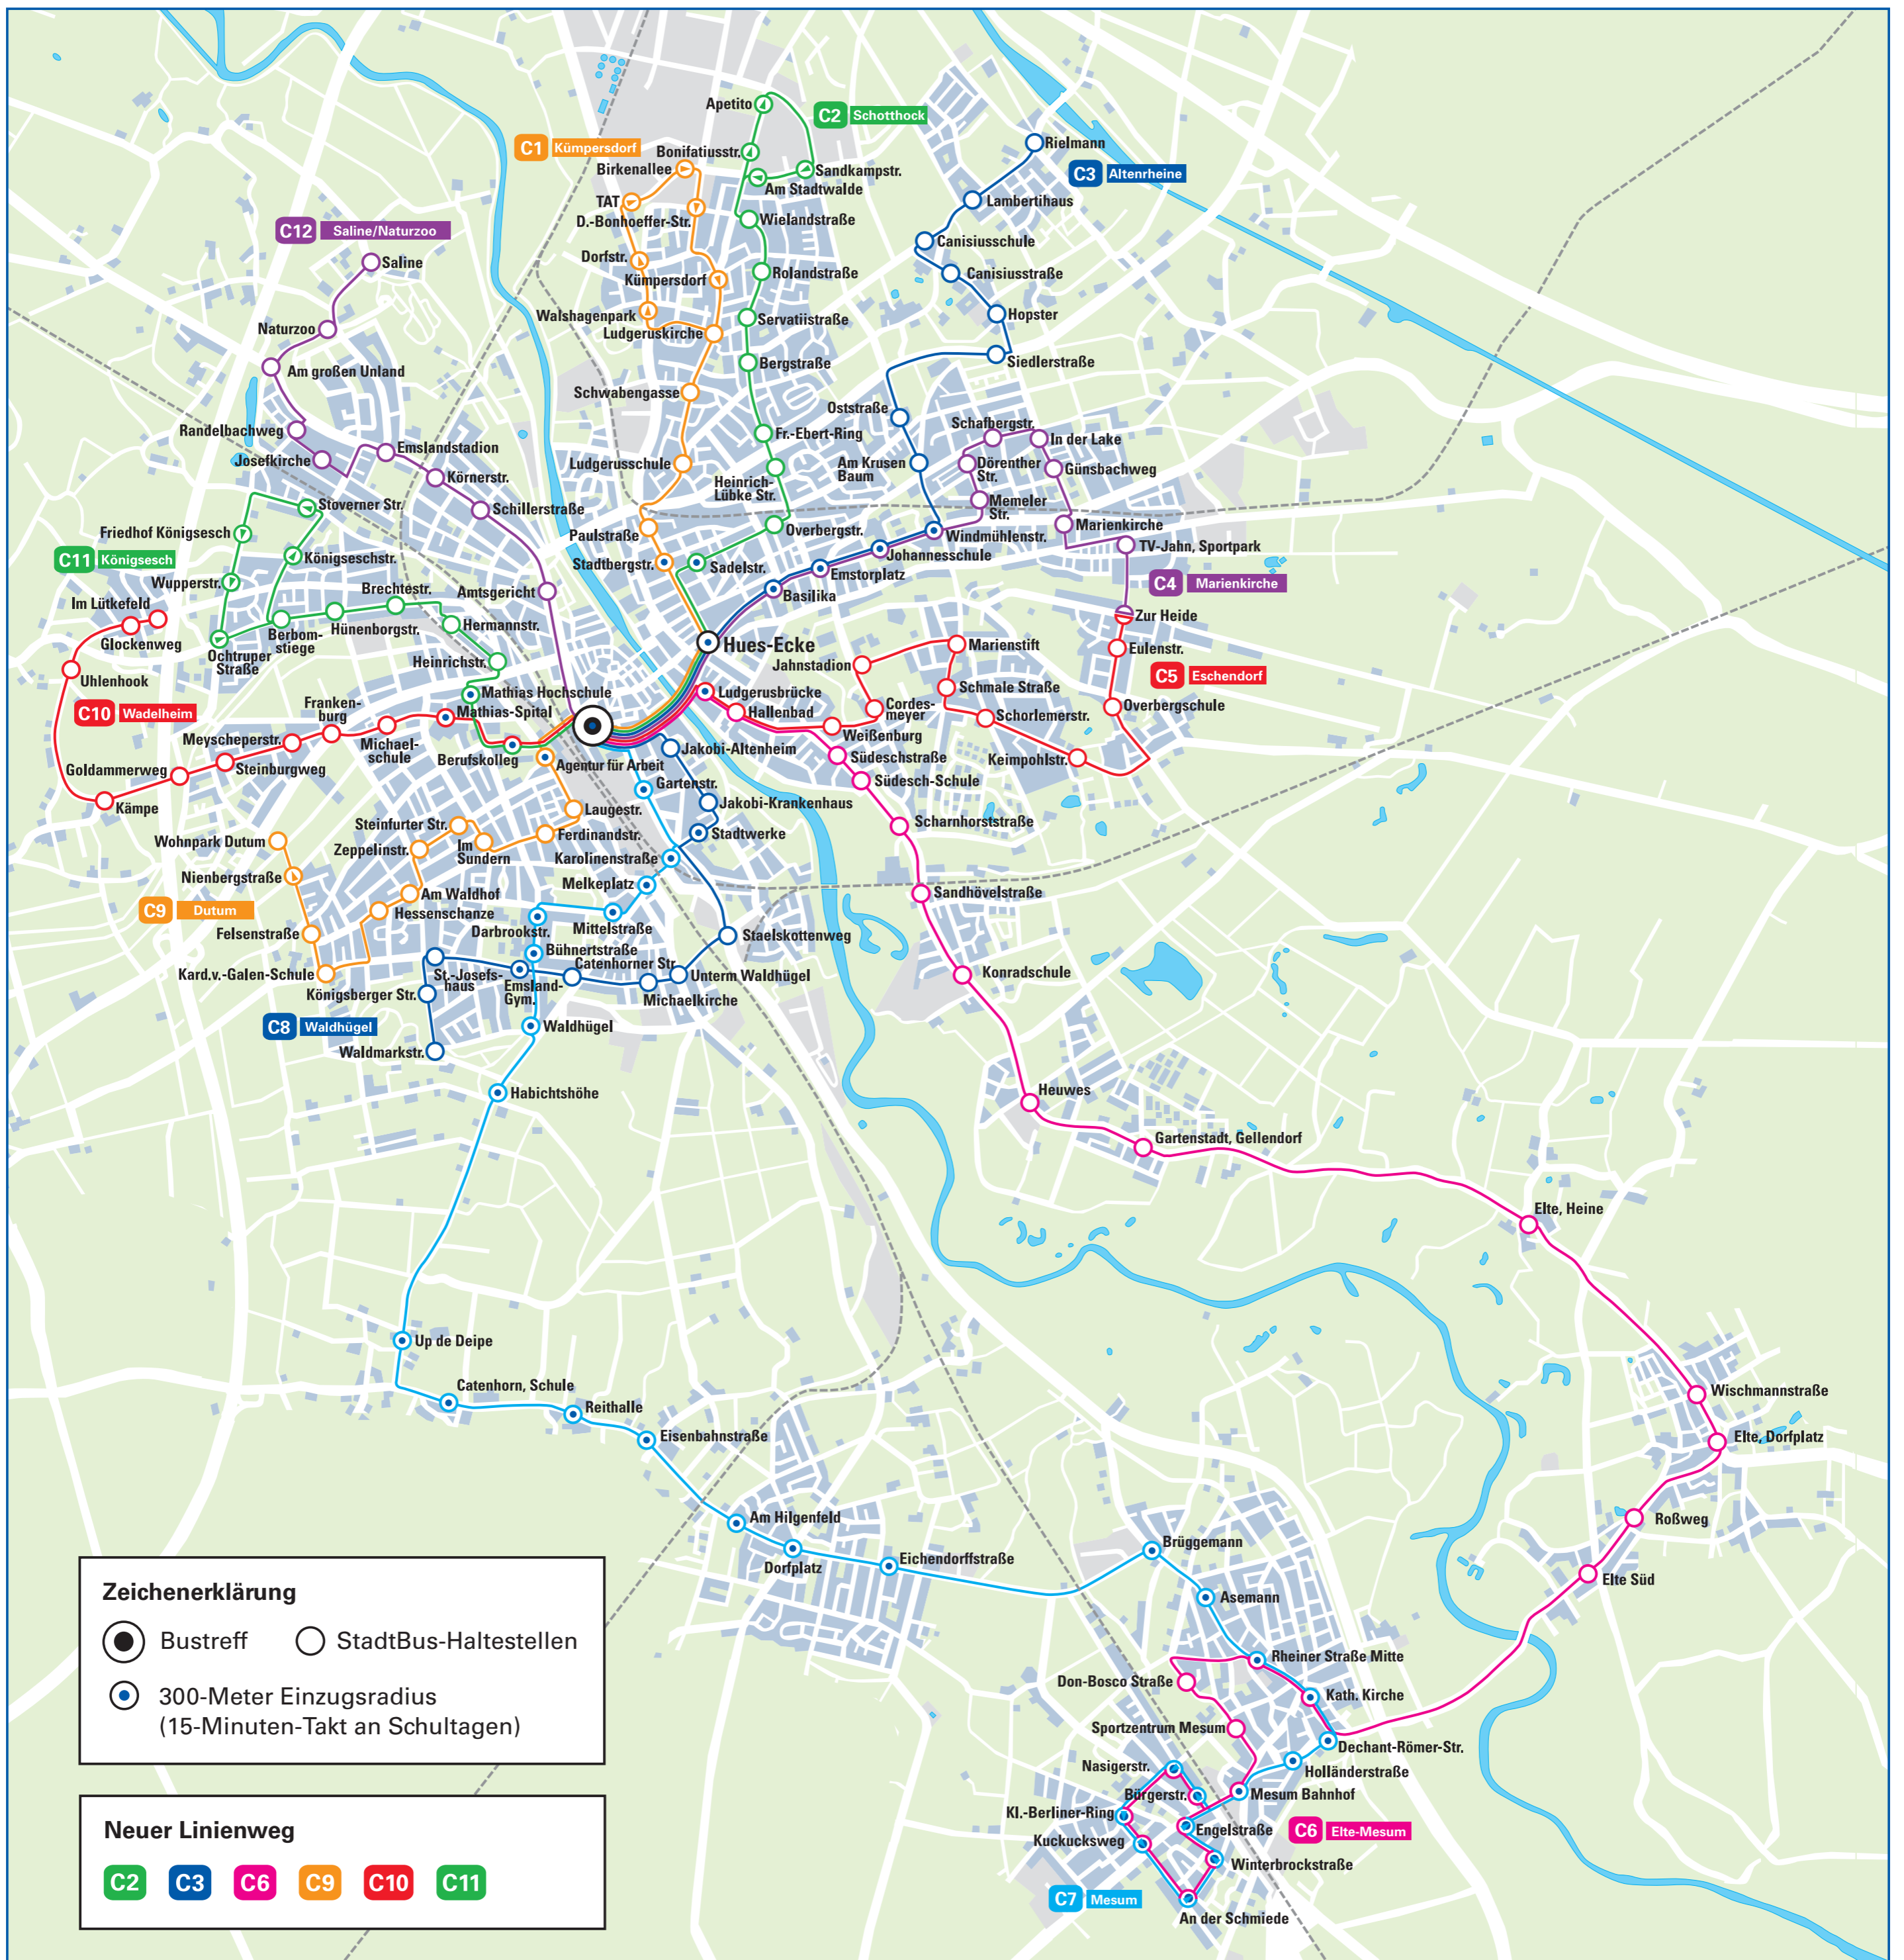 Apetito
C2 Schotthock
C1 Kümpersdorf
Bonifatiusstr.
Birkenallee
Sandkampstr.
Am Stadtwalde
TAT
D.-Bonhoeffer-Str.
Wielandstraße
Rielmann
C3 Altenrheine
Lambertihaus
C12 Saline/Naturzoo
Saline
Dorfstr.
Kümpersdorf
Rolandstraße
Canisiusschule
Canisiusstraße
Naturzoo
Walshagenpark
Ludgeruskirche
Servatiistraße
Hopster
Am großen Unland
Bergstraße
Siedlerstraße
Schwabengasse
Oststraße
Randelbachweg
Fr.-Ebert-Ring
Schafbergstr.
In der Lake
Josefkirche
Emslandstadion
Ludgerusschule
Am Krusen
Baum
Dörenther
Str.
Günsbachweg
Körnerstr.
Heinrich-
Lübke Str.
Memeler
Str.
Stoverner Str.
Schillerstraße
Friedhof Königsesch
Paulstraße
Overbergstr.
Windmühlenstr.
Marienkirche
C11 Königsesch
Königseschstr.
Stadtbergstr.
Sadelstr.
Johannesschule
TV-Jahn, Sportpark
Wupperstr.
Brechtestr.
Amtsgericht
Emstorplatz
C4 Marienkirche
Im Lütkefeld
Basilika
Glockenweg
Berbom-
stiege
Hünenborgstr.
Hermannstr.
Zur Heide
Ochtruper
Straße
Heinrichstr.
Hues-Ecke
Marienstift
Eulenstr.
Uhlenhook
Jahnstadion
C5 Eschendorf
Mathias Hochschule
Ludgerusbrücke
Schmale Straße
C10 Wadelheim
Franken-
burg
Mathias-Spital
Hallenbad
Cordes-
meyer
Schorlemerstr.
Overbergschule
Meyscheperstr.
Michael-
schule
Weißenburg
Goldammerweg
Steinburgweg
Berufskolleg
Agentur für Arbeit
Jakobi-Altenheim
Südeschstraße
Keimpohlstr.
Kämpe
Gartenstr.
Südesch-Schule
Laugestr.
Jakobi-Krankenhaus
Steinfurter Str.
Scharnhorststraße
Wohnpark Dutum
Zeppelinstr.
Im
Sundern
Ferdinandstr.
Stadtwerke
Karolinenstraße
Nienbergstraße
Am Waldhof
Melkeplatz
Sandhövelstraße
C9 Dutum
Hessenschanze
Darbrookstr.
Mittelstraße
Felsenstraße
Staelskottenweg
Bühnertstraße
Kard.v.-Galen-Schule
St.-Josefs-
haus
Emsland-
Gym.
Catenhorner Str.
Unterm Waldhügel
Konradschule
Königsberger Str.
Michaelkirche
C8 Waldhügel
Waldhügel
Waldmarkstr.
Habichtshöhe
Heuwes
Gartenstadt, Gellendorf
Elte, Heine
Up de Deipe
Catenhorn, Schule
Reithalle
Eisenbahnstraße
Wischmannstraße
Elte, Dorfplatz
Am Hilgenfeld
Dorfplatz
Eichendorffstraße
Brüggemann
Roßweg
Elte Süd
Asemann
Rheiner Straße Mitte
Don-Bosco Straße
Kath. Kirche
Sportzentrum Mesum
Dechant-Römer-Str.
Nasigerstr.
Holländerstraße
Bürgerstr.
Mesum Bahnhof
Kl.-Berliner-Ring
Engelstraße
C6 Elte-Mesum
Kuckucksweg
Winterbrockstraße
C7 Mesum
An der Schmiede
Zeichenerklärung
Bustreff
StadtBus-Haltestellen
300-Meter Einzugsradius
(15-Minuten-Takt an Schultagen)
Neuer Linienweg
C2 C3 C6 C9 C10 C11